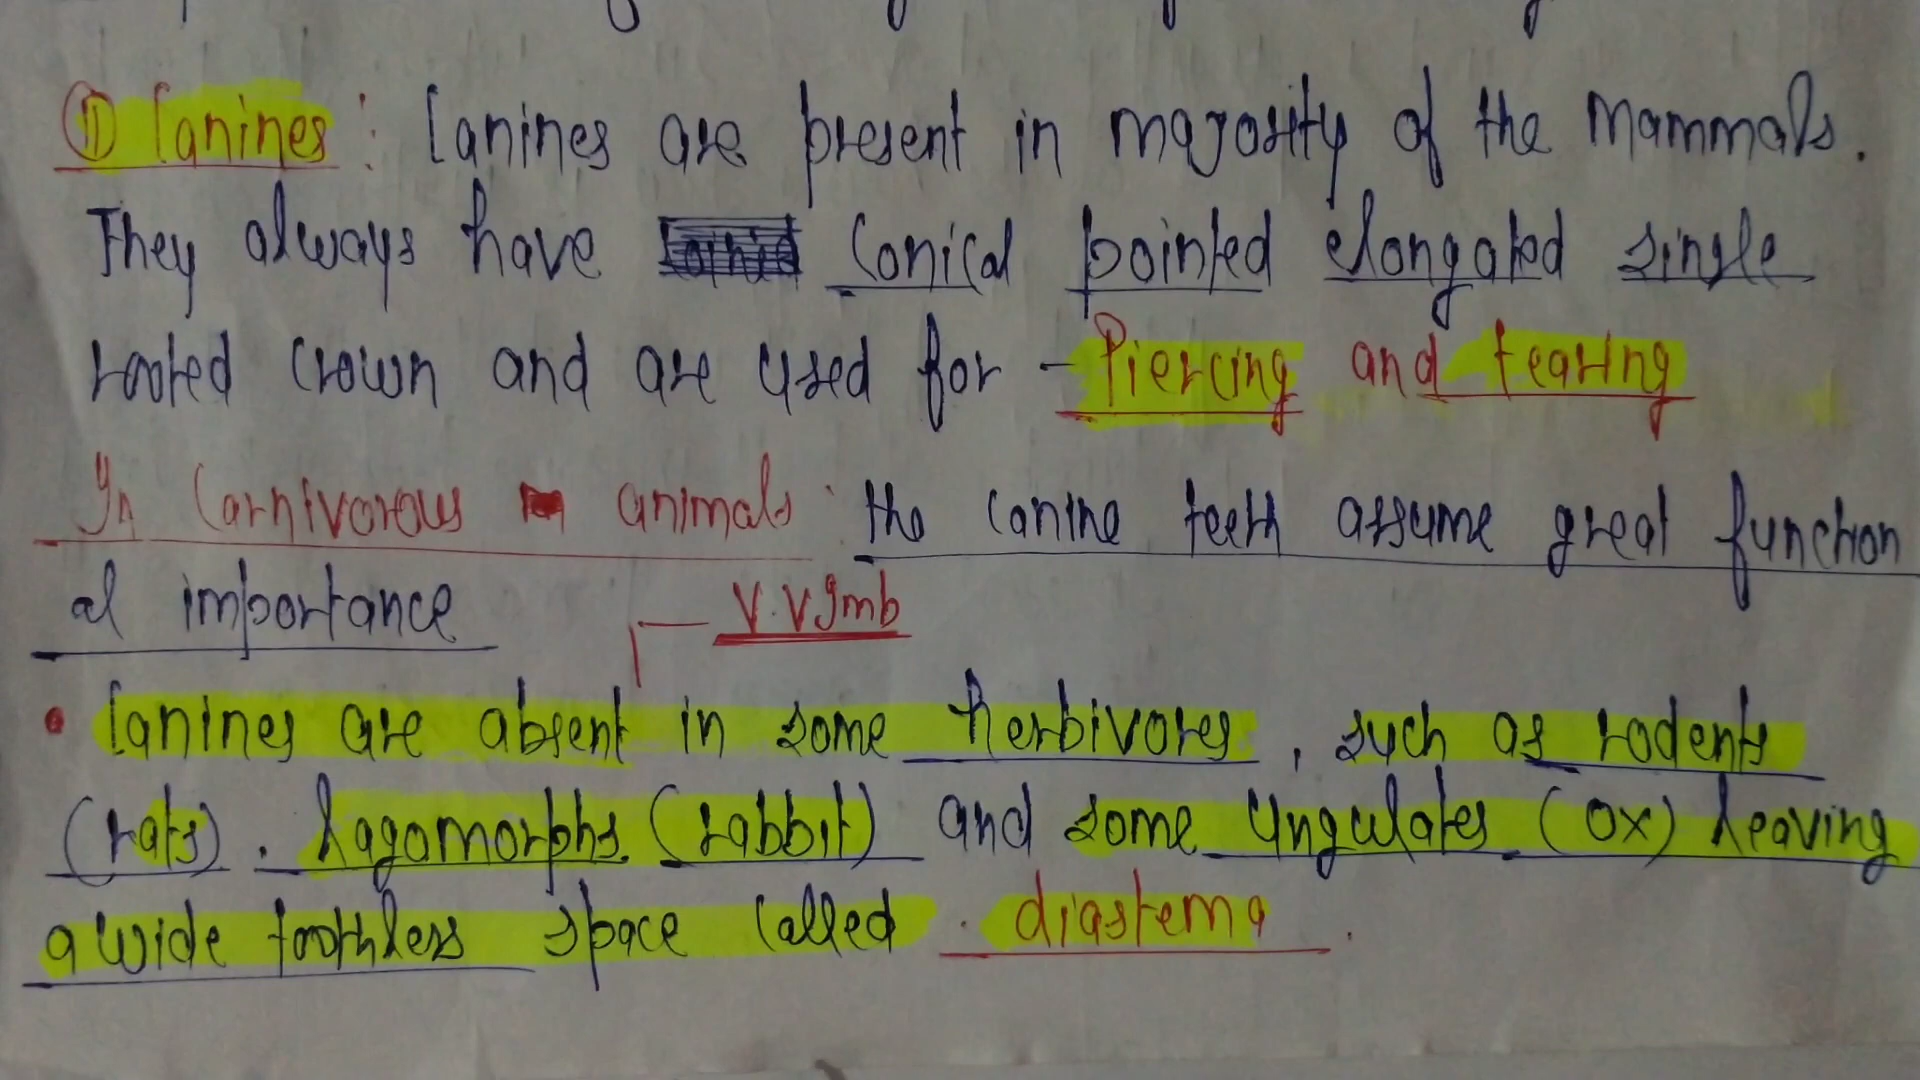 (ii) Canines : Canines are present in majority of the Mammals.
They always have Conical pointed elongated single
rooted crown and are used for - Piercing and tearing
In Carnivorous animals : the canine teeth assume great function
al importance
V.V Imb
• Canines are absent in some herbivores, such as rodents
(rats). Lagomorphs (rabbit) and some ungulates (ox) leaving
a wide toothless space called . diastema .